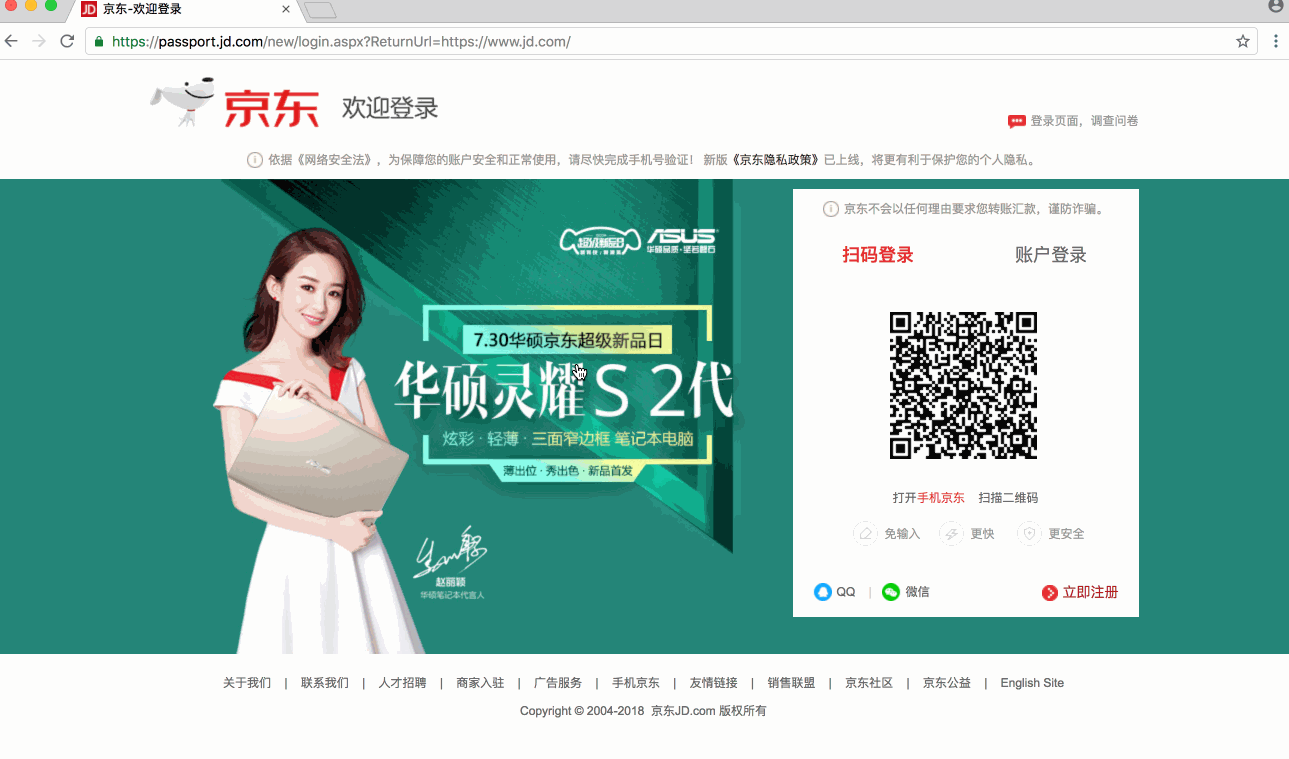 京东-欢迎登录
https://passport.jd.com/new/login.aspx?ReturnUrl=https://www.jd.com/
京东 欢迎登录
登录页面，调查问卷
依据《网络安全法》，为保障您的账户安全和正常使用，请尽快完成手机号验证！ 新版《京东隐私政策》已上线，将更有利于保护您的个人隐私。
京东不会以任何理由要求您转账汇款，谨防诈骗。
扫码登录 账户登录
超级新品日 ASUS
华硕品质·坚若磐石
7.30华硕京东超级新品日
华硕灵耀S 2代
炫彩 · 轻薄 · 三面窄边框 笔记本电脑
薄出位 · 秀出色 · 新品首发
赵丽颖
华硕笔记本代言人
打开手机京东 扫描二维码
免输入 更快 更安全
QQ | 微信 立即注册
关于我们 | 联系我们 | 人才招聘 | 商家入驻 | 广告服务 | 手机京东 | 友情链接 | 销售联盟 | 京东社区 | 京东公益 | English Site
Copyright © 2004-2018 京东JD.com 版权所有